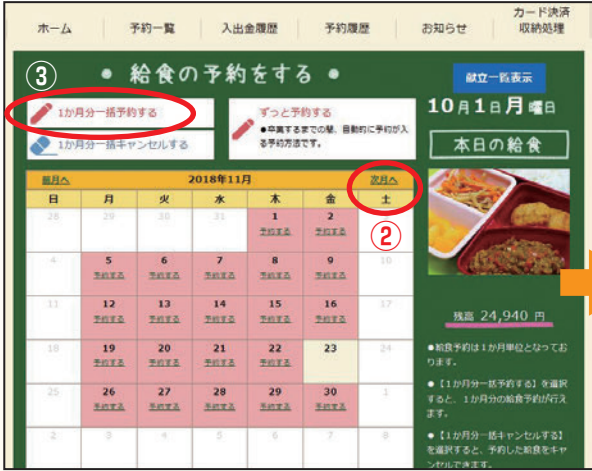 ホーム 予約一覧 入出金履歴 予約履歴 お知らせ カード決済
収納処理
③ ● 給食の予約をする ●
1か月分一括予約する
1か月分一括キャンセルする
ずっと予約する
●卒業するまでの間、自動的に予約が入
る予約方法です。
前月へ 2018年11月 次月へ
日 月 火 水 木 金 土
②
28 29 30 31 1 2
予約する 予約する
4 5 6 7 8 9 10
予約する 予約する 予約する 予約する 予約する
11 12 13 14 15 16 17
予約する 予約する 予約する 予約する 予約する
18 19 20 21 22 23 24
予約する 予約する 予約する 予約する
25 26 27 28 29 30 1
予約する 予約する 予約する 予約する 予約する
2 3 4 5 6 7 8
献立一覧表示
10月1日月曜日
本日の給食
残高 24,940 円
●給食予約は1か月単位となってお
ります。
●【1か月分一括予約する】を選択
すると、1か月分の給食予約が行え
ます。
●【1か月分一括キャンセルする】
を選択すると、予約した給食をキャ
ンセルできます。